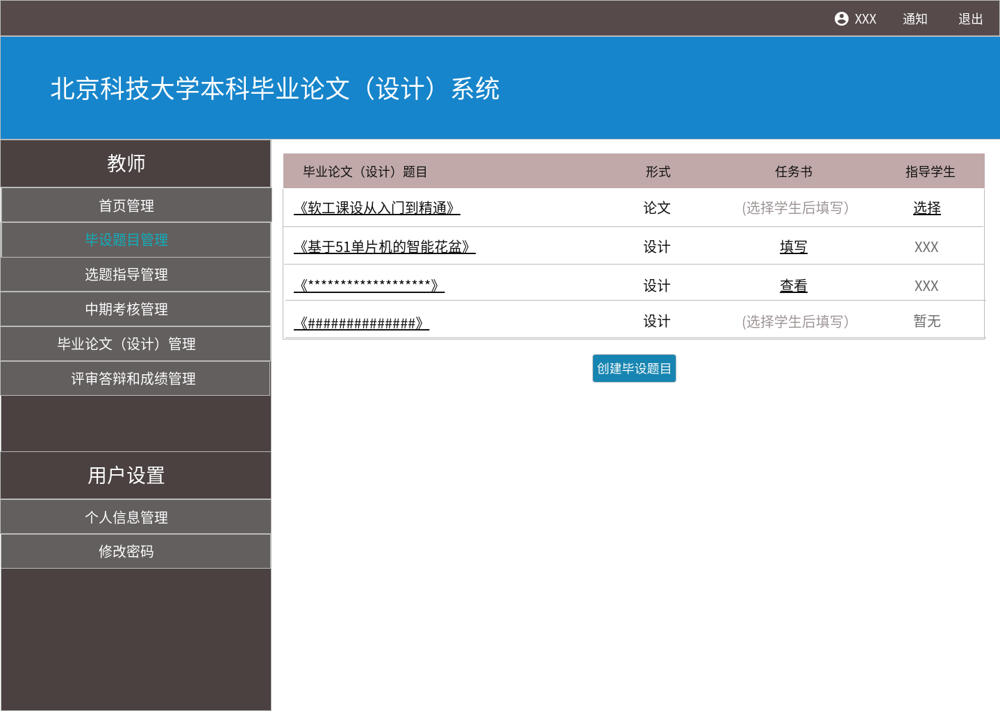 XXX 通知 退出
北京科技大学本科毕业论文（设计）系统
教师
首页管理
毕设题目管理
选题指导管理
中期考核管理
毕业论文（设计）管理
评审答辩和成绩管理
用户设置
个人信息管理
修改密码
毕业论文（设计）题目 形式 任务书 指导学生
《软工课设从入门到精通》 论文 (选择学生后填写） 选择
《基于51单片机的智能花盆》 设计 填写 XXX
《*******************》 设计 查看 XXX
《##############》 设计 (选择学生后填写） 暂无
创建毕设题目